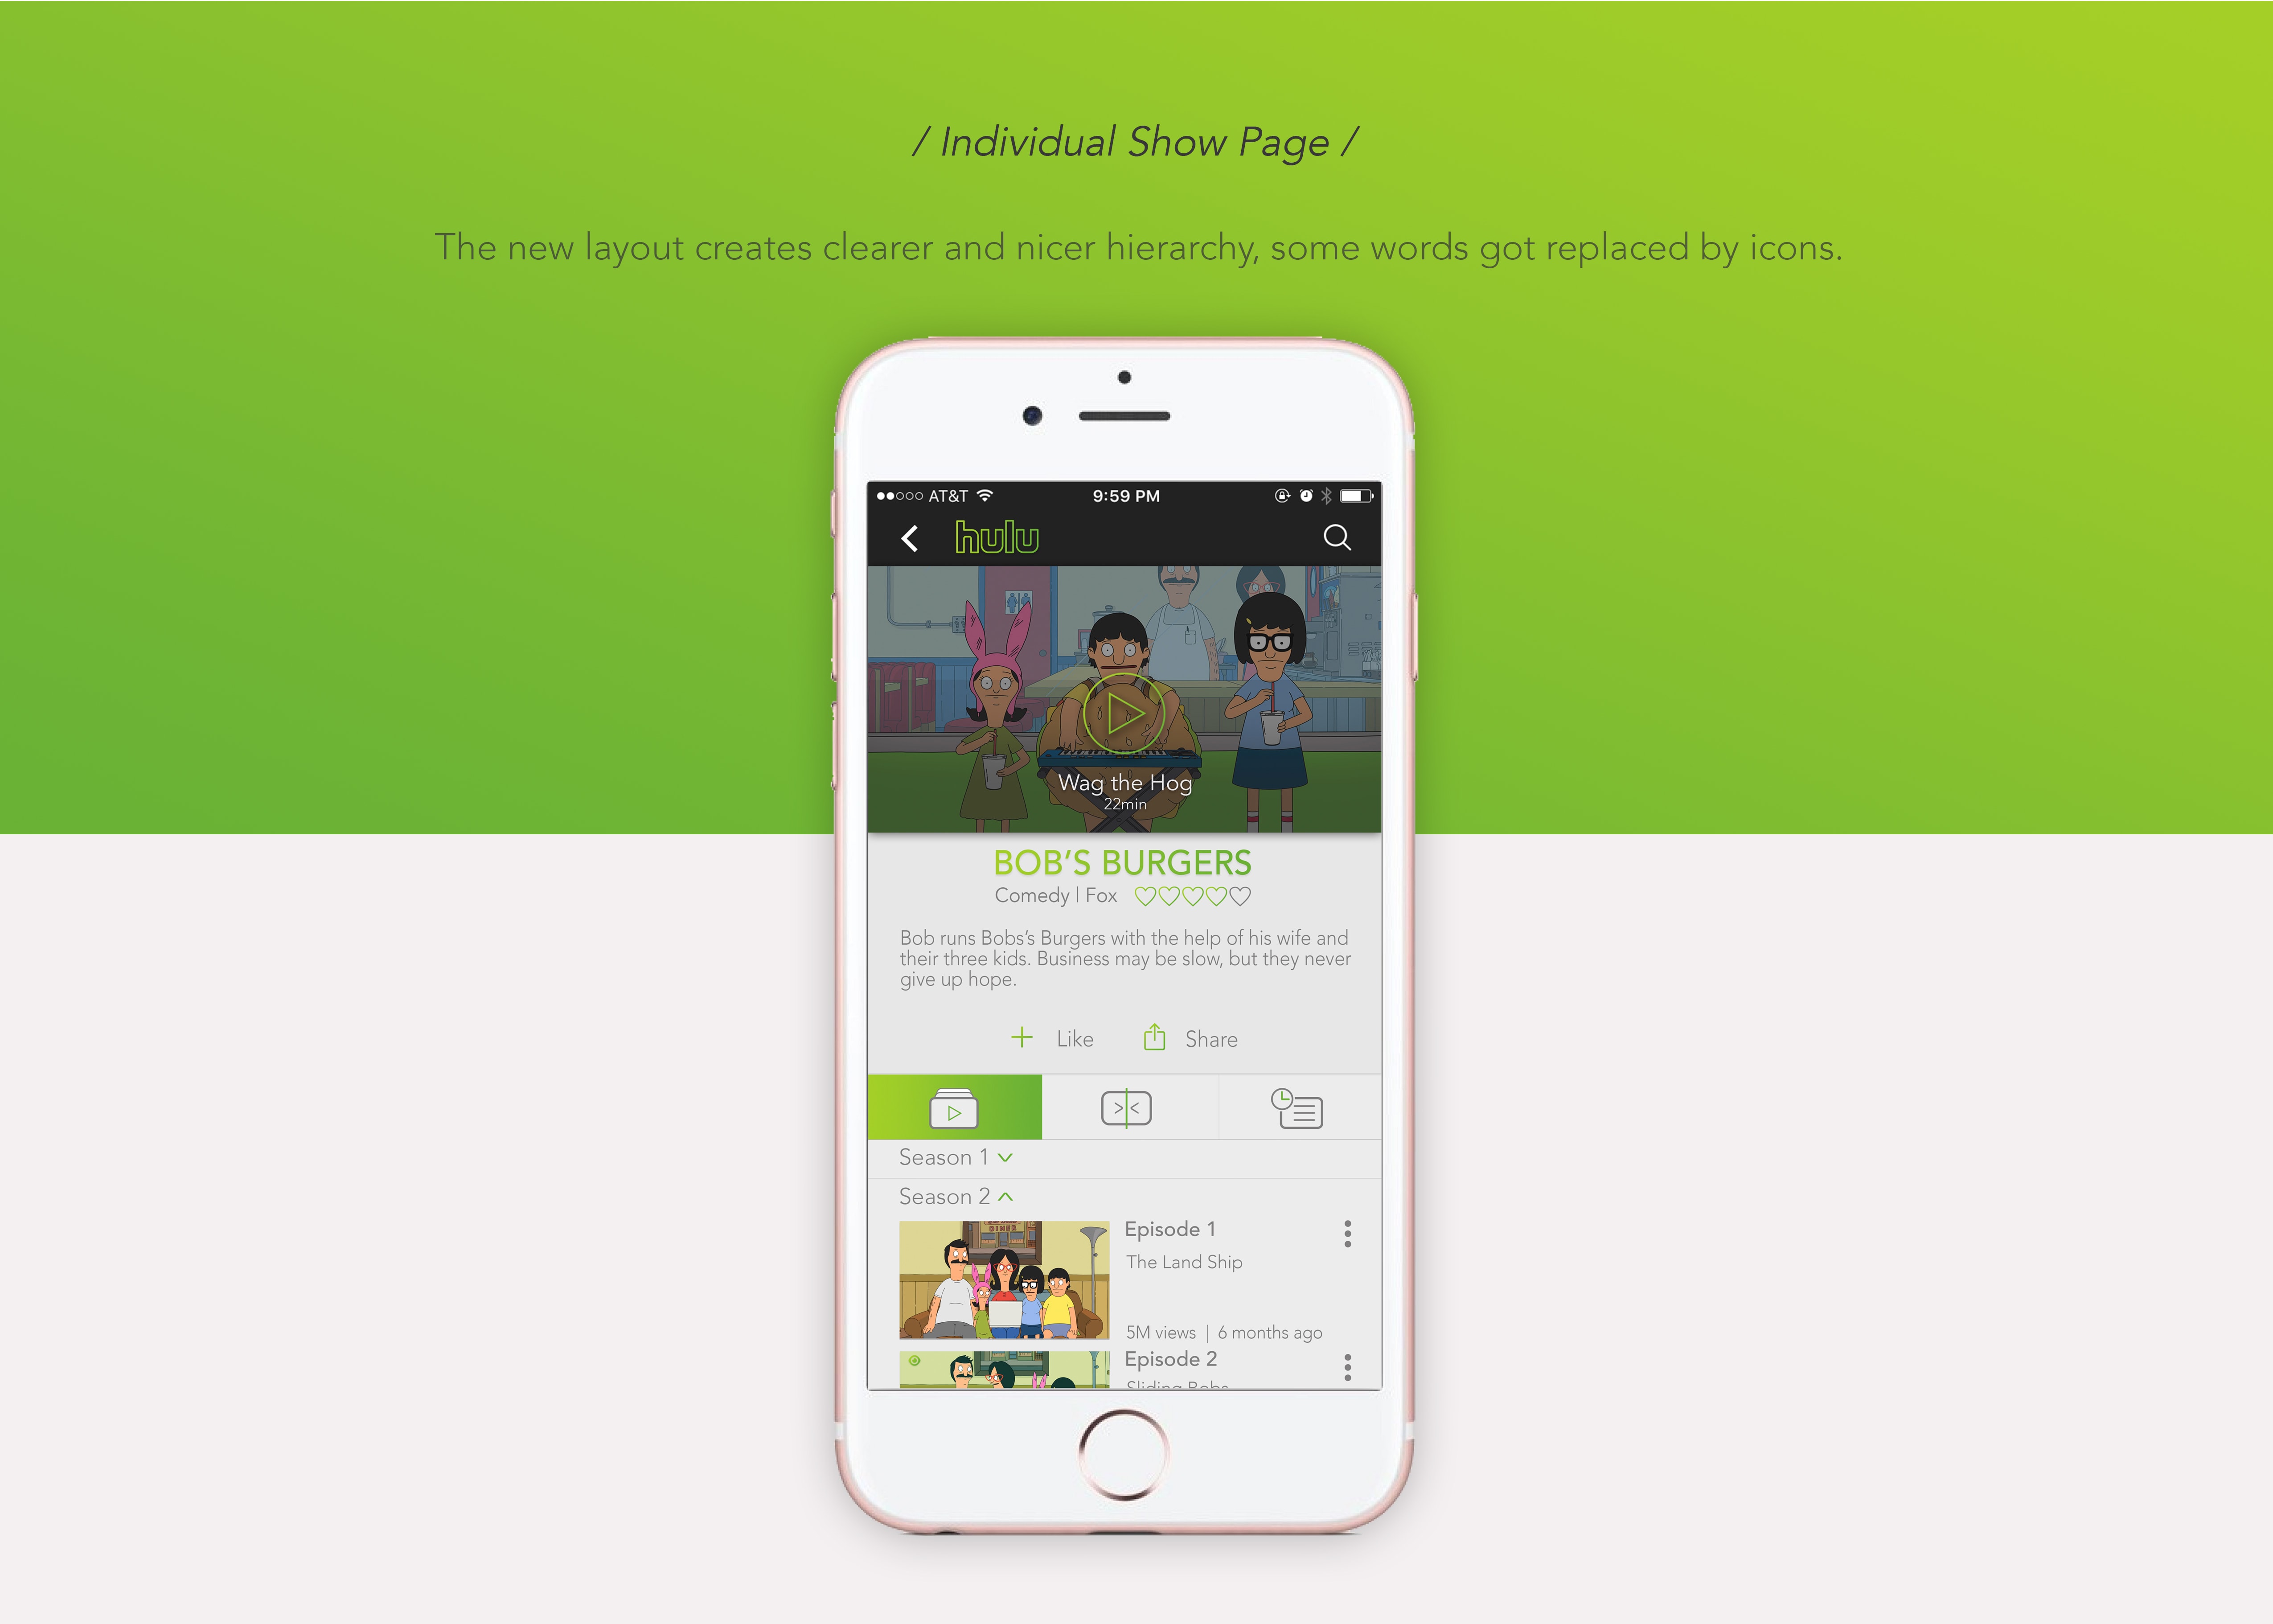 / Individual Show Page /
The new layout creates clearer and nicer hierarchy, some words got replaced by icons.
AT&T 9:59 PM
hulu
Wag the Hog
22min
BOB'S BURGERS
Comedy | Fox
Bob runs Bobs's Burgers with the help of his wife and
their three kids. Business may be slow, but they never
give up hope.
+ Like Share
Season 1
Season 2
DINER
Episode 1
The Land Ship
5M views | 6 months ago
Episode 2
Sliding Bobs